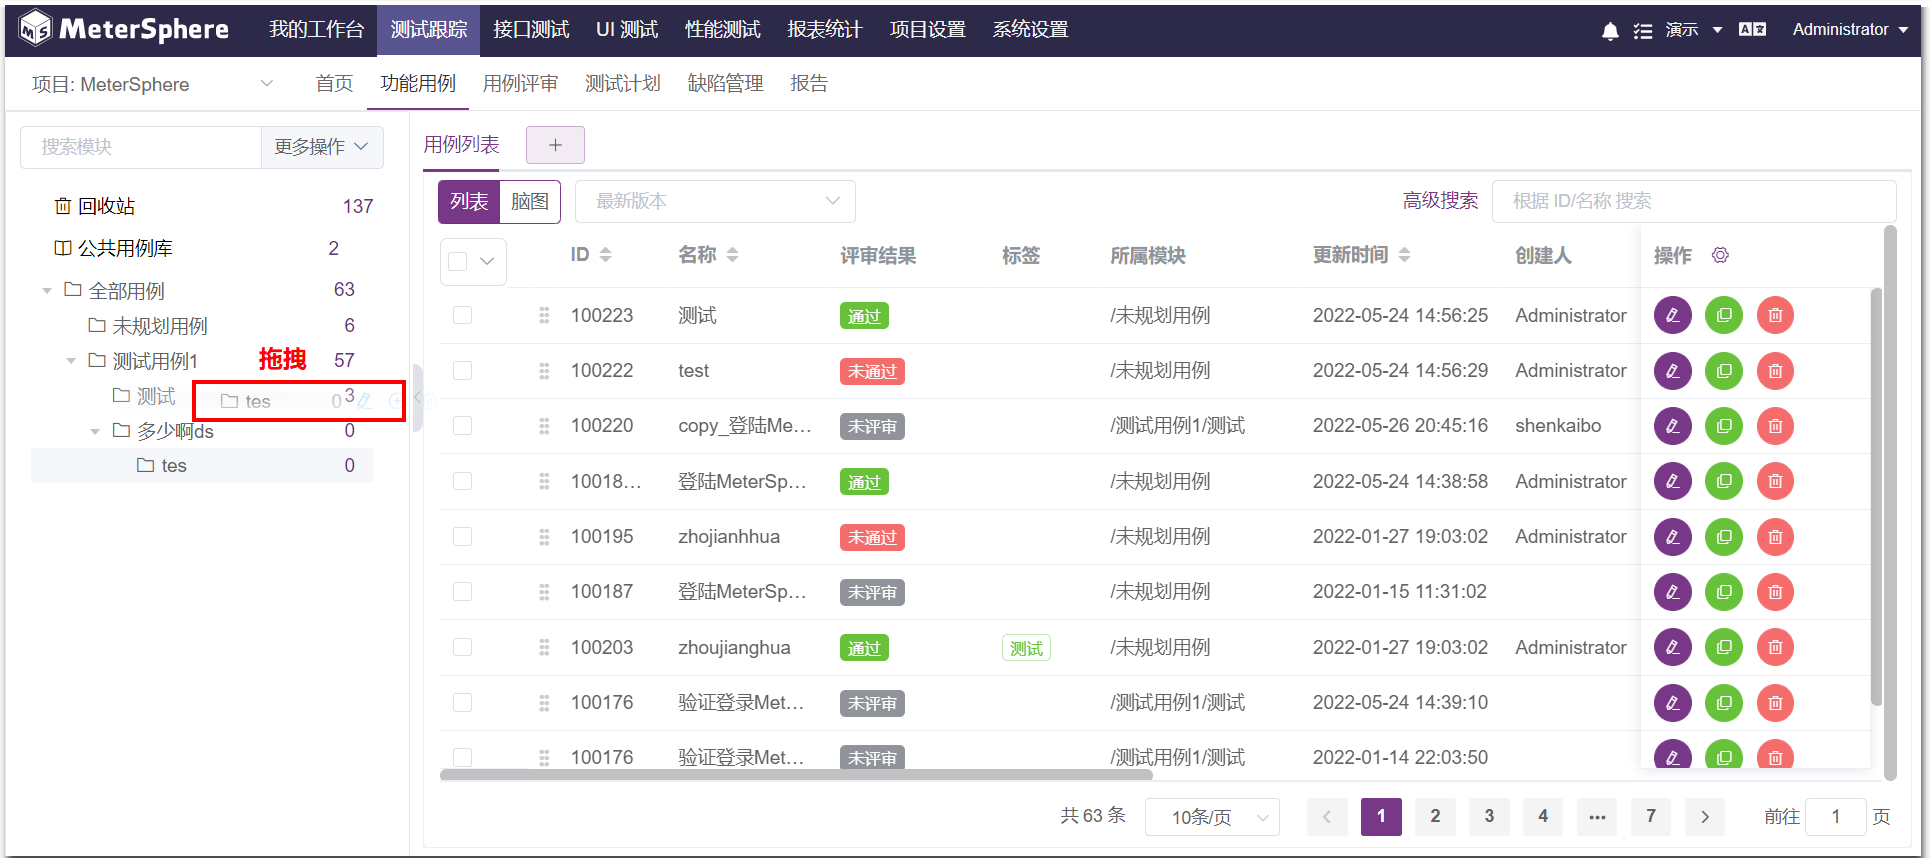 MeterSphere 我的工作台 测试跟踪 接口测试 UI 测试 性能测试 报表统计 项目设置 系统设置 演示 Administrator
项目: MeterSphere 首页 功能用例 用例评审 测试计划 缺陷管理 报告
搜索模块 更多操作
回收站 137
公共用例库 2
全部用例 63
未规划用例 6
测试用例1 拖拽 57
测试 3
tes 0
多少啊ds 0
tes 0
用例列表 +
列表 脑图 最新版本 高级搜索 根据 ID/名称 搜索
ID 名称 评审结果 标签 所属模块 更新时间 创建人 操作
100223 测试 通过 /未规划用例 2022-05-24 14:56:25 Administrator
100222 test 未通过 /未规划用例 2022-05-24 14:56:29 Administrator
100220 copy_登陆Me... 未评审 /测试用例1/测试 2022-05-26 20:45:16 shenkaibo
10018... 登陆MeterSp... 通过 /未规划用例 2022-05-24 14:38:58 Administrator
100195 zhojianhhua 未通过 /未规划用例 2022-01-27 19:03:02 Administrator
100187 登陆MeterSp... 未评审 /未规划用例 2022-01-15 11:31:02
100203 zhoujianghua 通过 测试 /未规划用例 2022-01-27 19:03:02 Administrator
100176 验证登录Met... 未评审 /测试用例1/测试 2022-05-24 14:39:10
100176 验证登录Met... 未评审 /测试用例1/测试 2022-01-14 22:03:50
共 63 条 10条/页 1 2 3 4 ... 7 前往 1 页